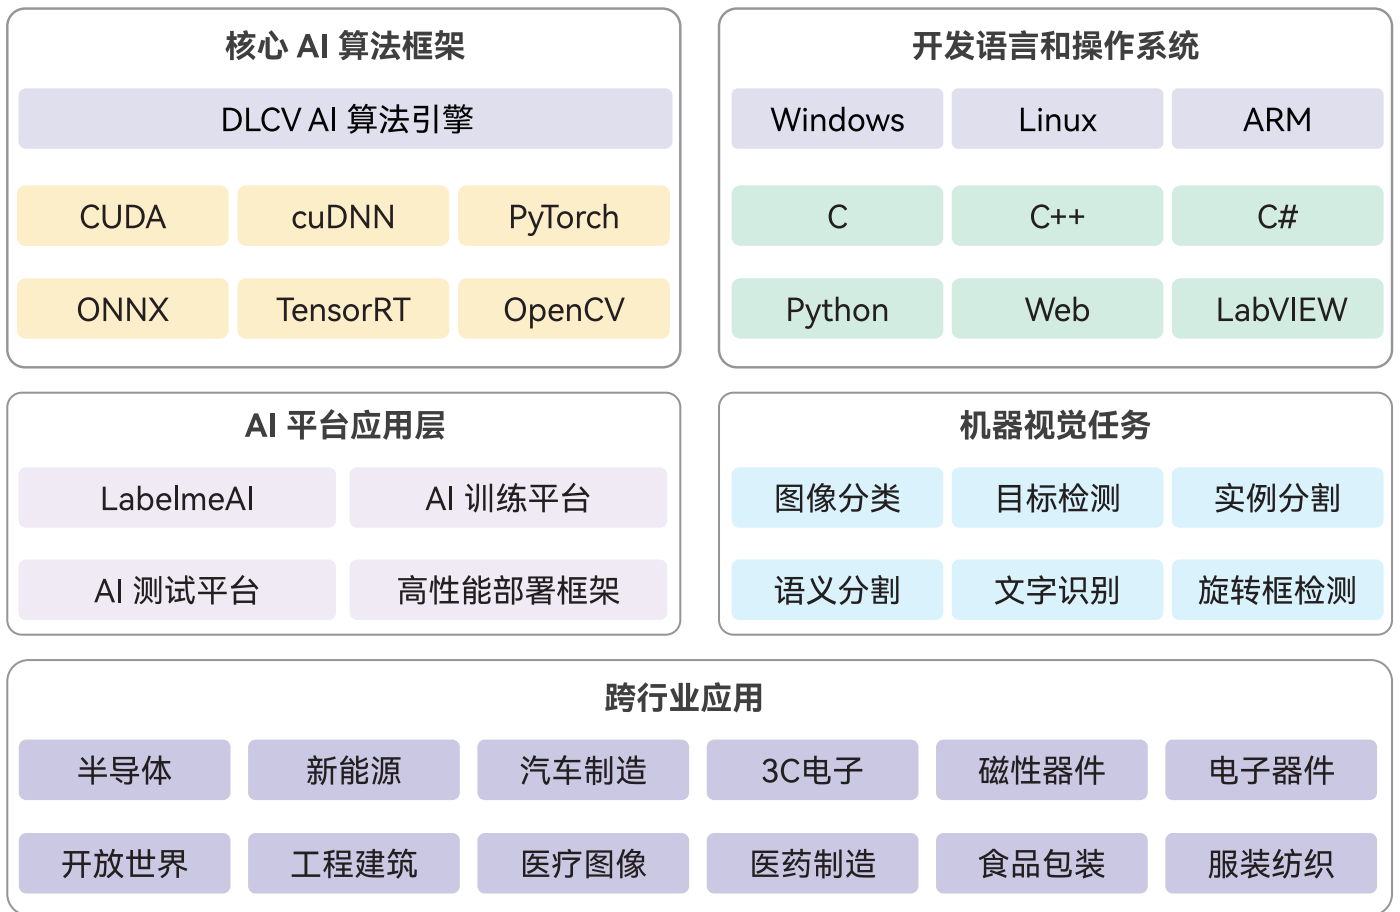 核心 AI 算法框架
DLCV AI 算法引擎
CUDA cuDNN PyTorch
ONNX TensorRT OpenCV
开发语言和操作系统
Windows Linux ARM
C C++ C#
Python Web LabVIEW
AI 平台应用层
LabelmeAI AI 训练平台
AI 测试平台 高性能部署框架
机器视觉任务
图像分类 目标检测 实例分割
语义分割 文字识别 旋转框检测
跨行业应用
半导体 新能源 汽车制造 3C电子 磁性器件 电子器件
开放世界 工程建筑 医疗图像 医药制造 食品包装 服装纺织